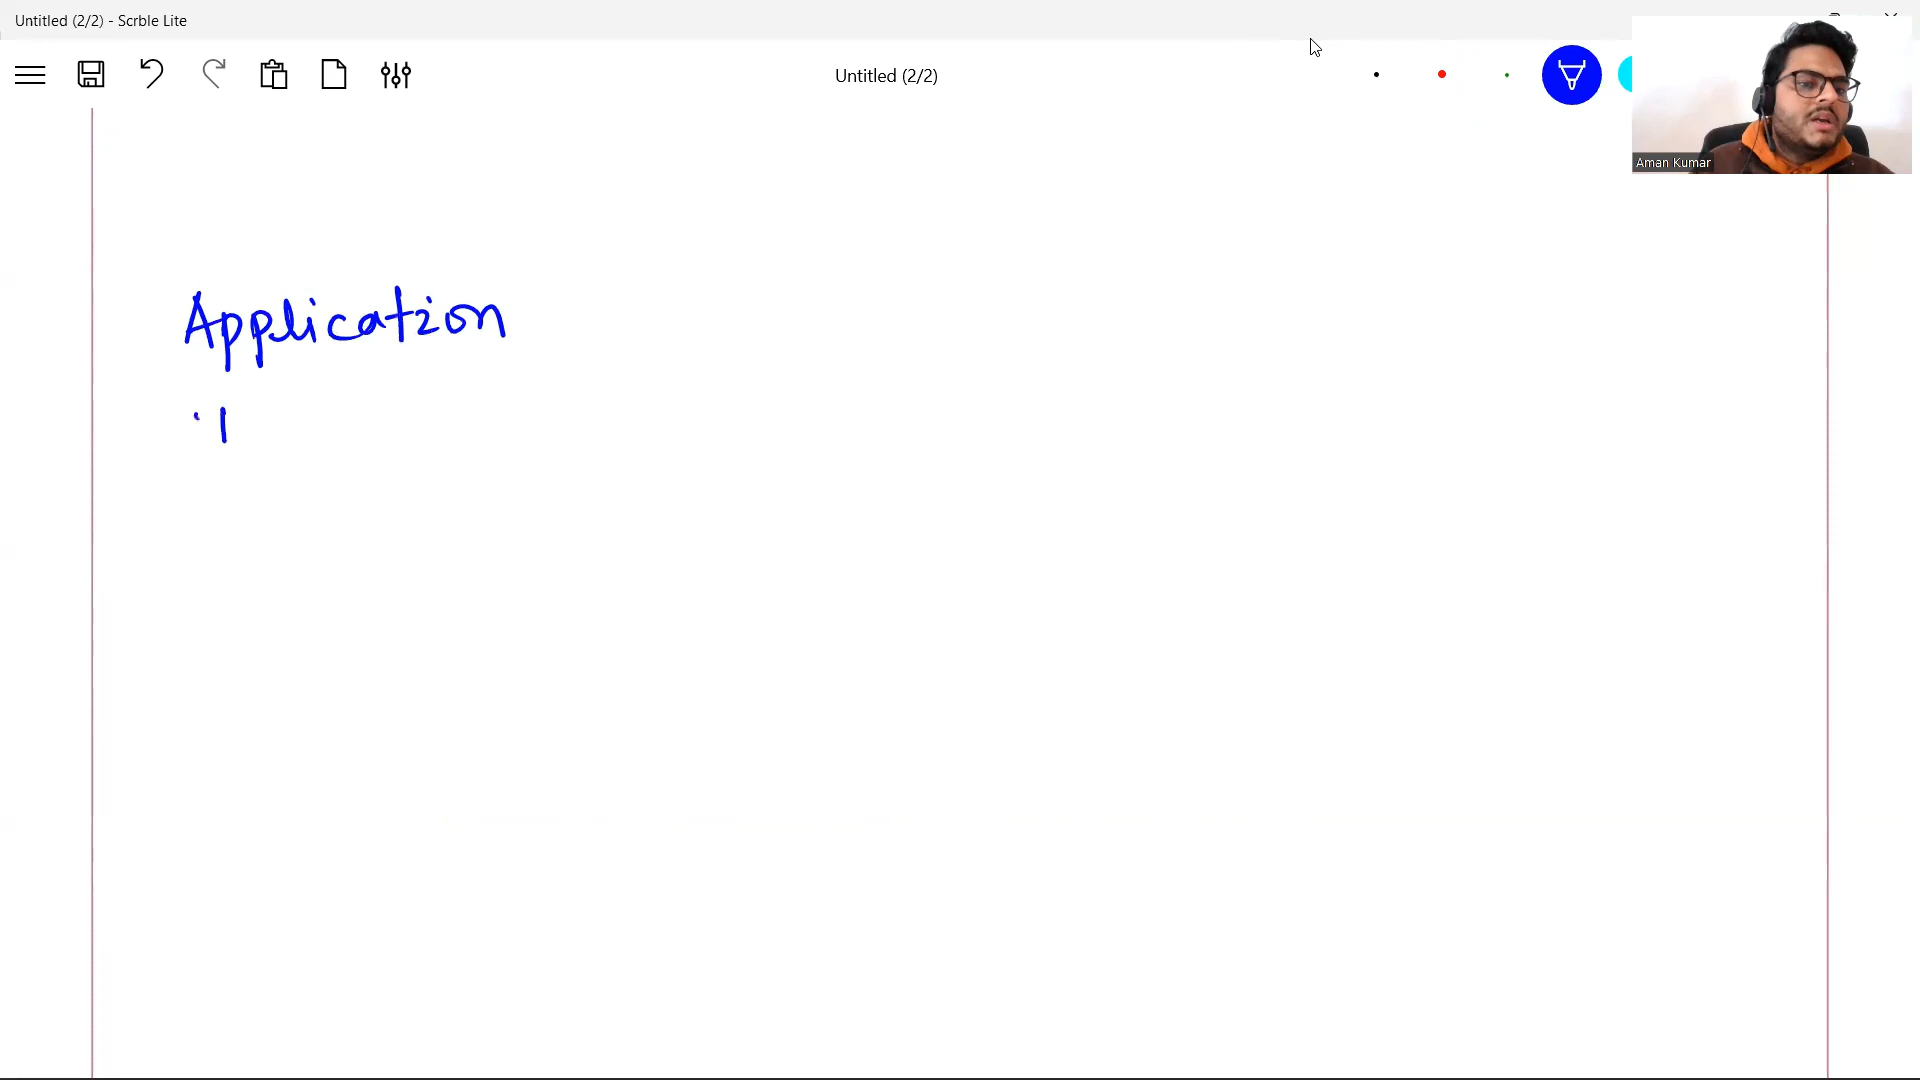 Untitled (2/2) - Scrble Lite
Untitled (2/2)
Aman Kumar
Application